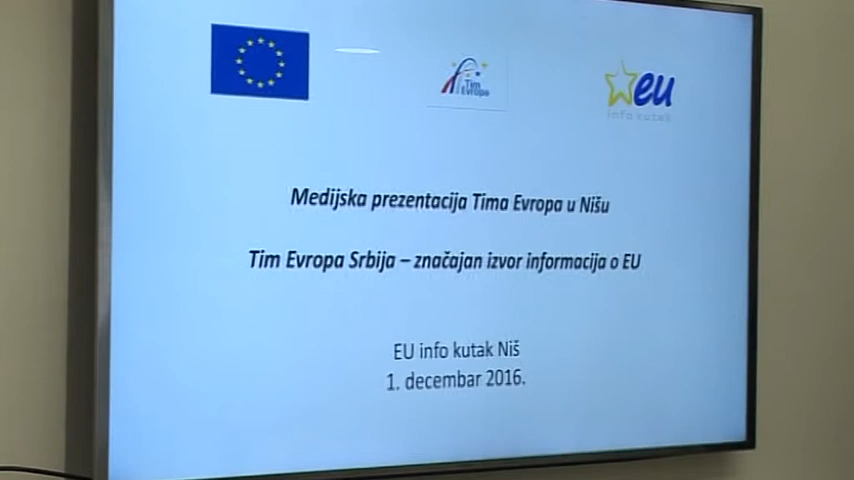 Tim
Evropa
eu
info kutak
Medijska prezentacija Tima Evropa u Nišu
Tim Evropa Srbija – značajan izvor informacija o EU
EU info kutak Niš
1. decembar 2016.